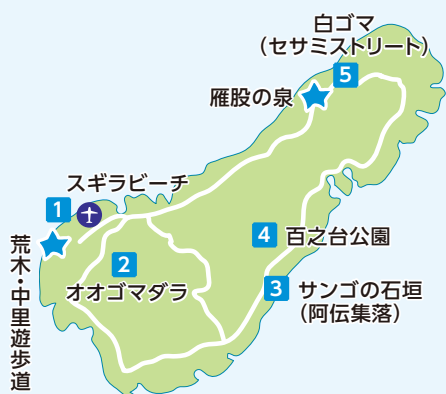 白ゴマ
（セサミストリート）
5
雁股の泉
スギラビーチ
1
荒木・中里遊歩道
2
オオゴマダラ
4 百之台公園
3 サンゴの石垣
（阿伝集落）